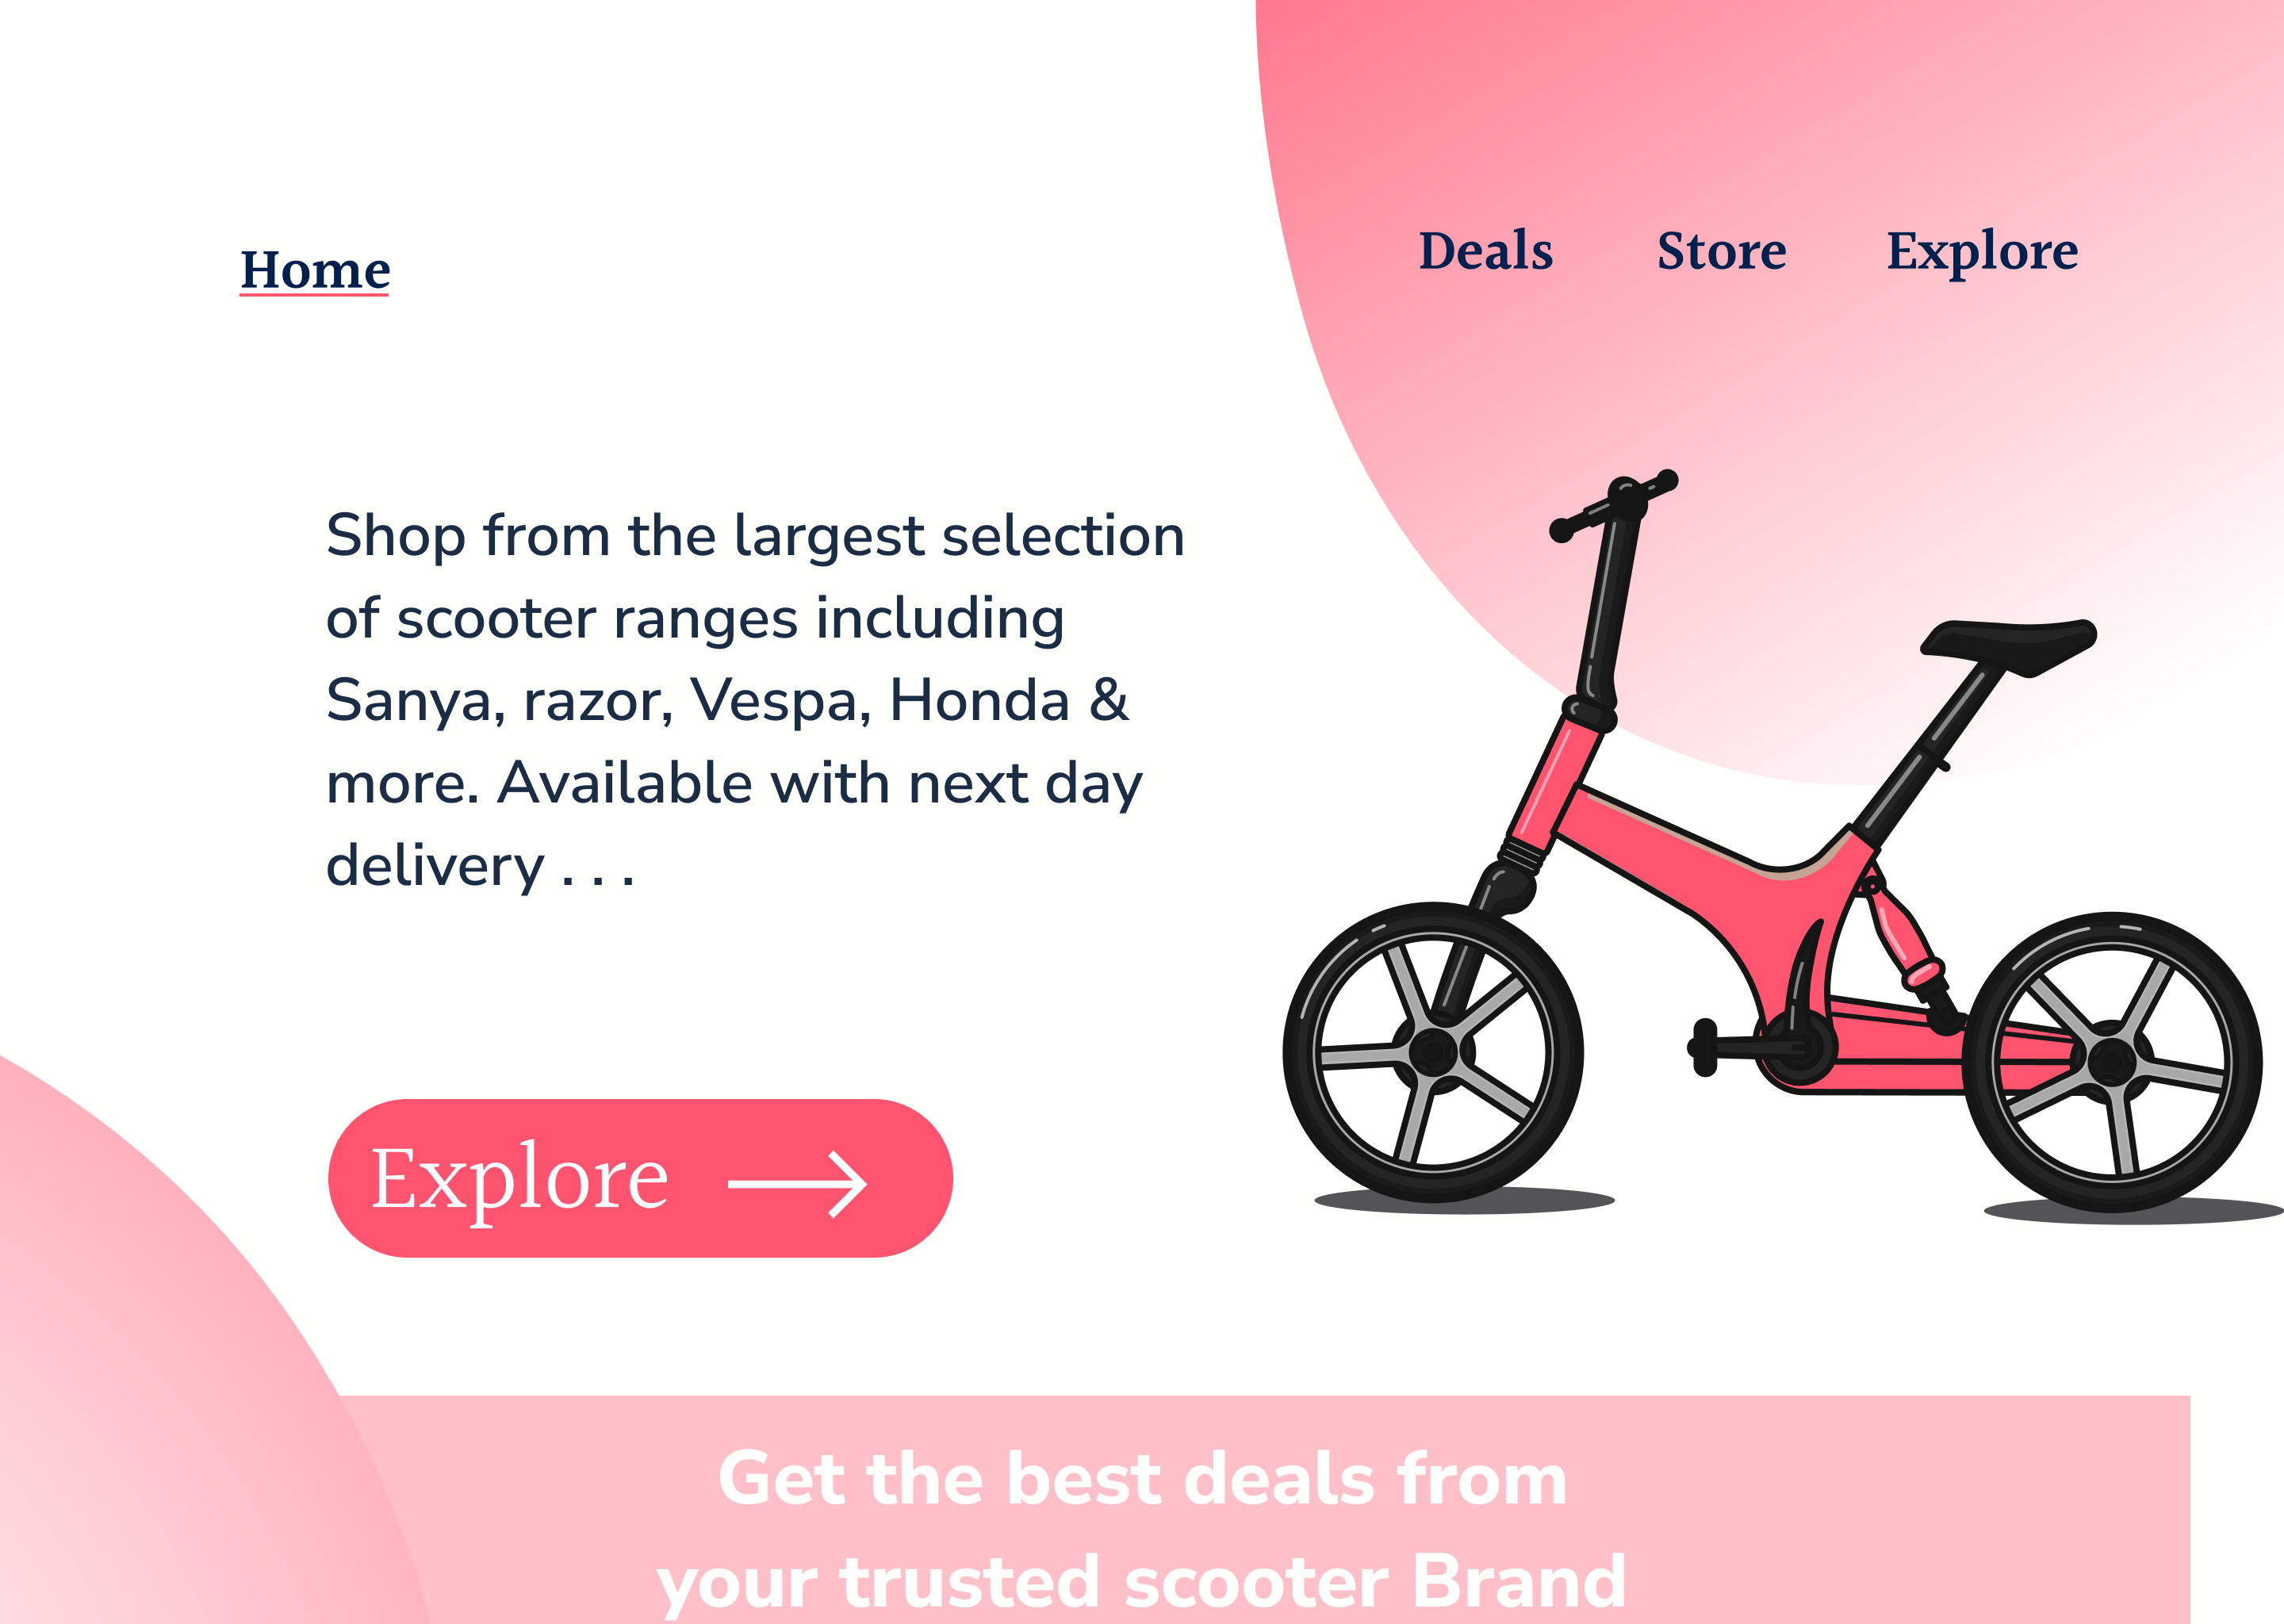 Home
Deals
Store
Explore
Shop from the largest selection
of scooter ranges including
Sanya, razor, Vespa, Honda &
more. Available with next day
delivery . . .
Explore
Get the best deals from
your trusted scooter Brand